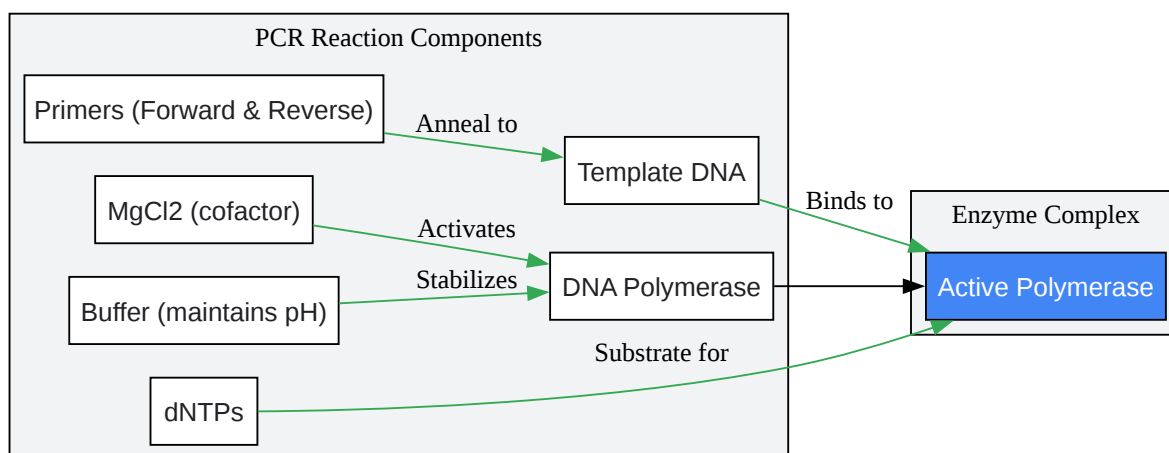 PCR Reaction Components
Primers (Forward & Reverse)
Anneal to
Template DNA
Binds to
Enzyme Complex
MgCl2 (cofactor)
Activates
Stabilizes
DNA Polymerase
Active Polymerase
Buffer (maintains pH)
Substrate for
dNTPs